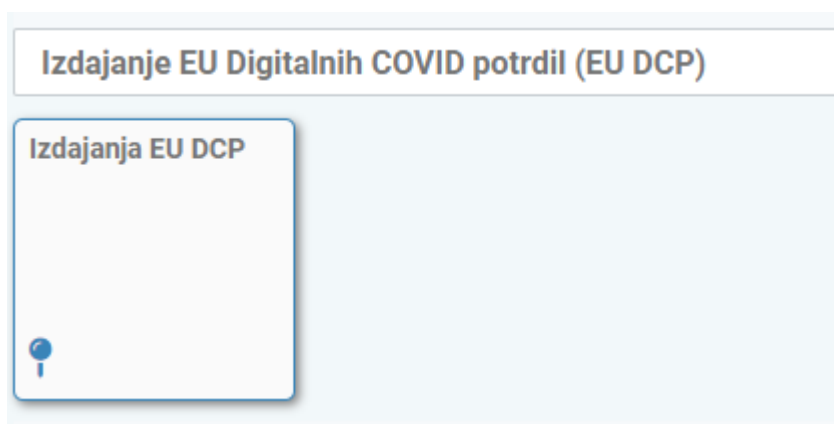 Izdajanje EU Digitalnih COVID potrdil (EU DCP)
Izdajanja EU DCP